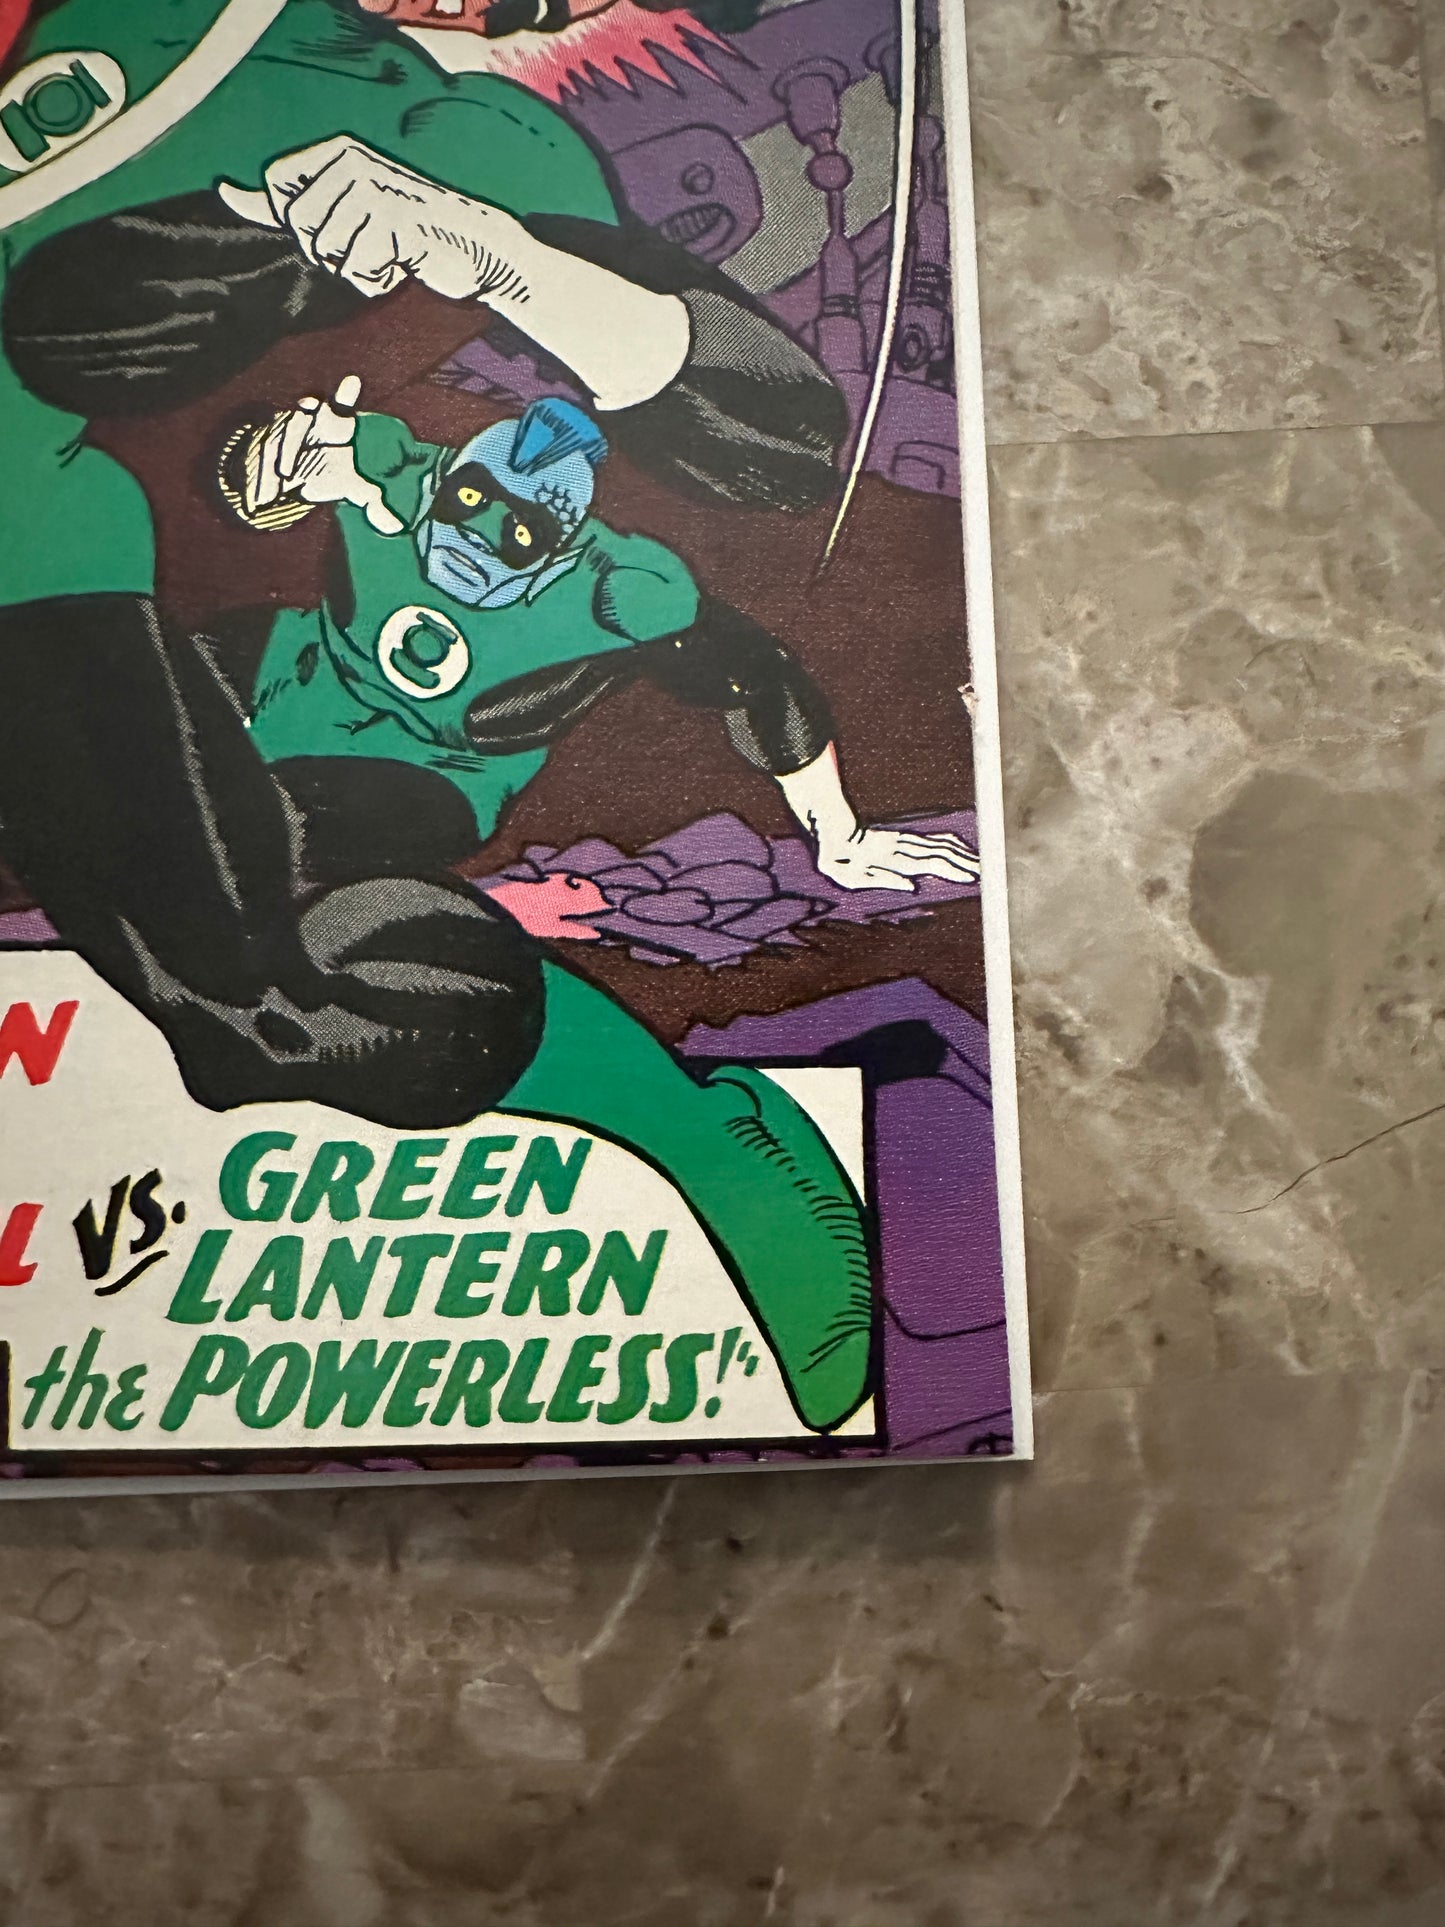 N
L VS. GREEN
LANTERN
the POWERLESS!"